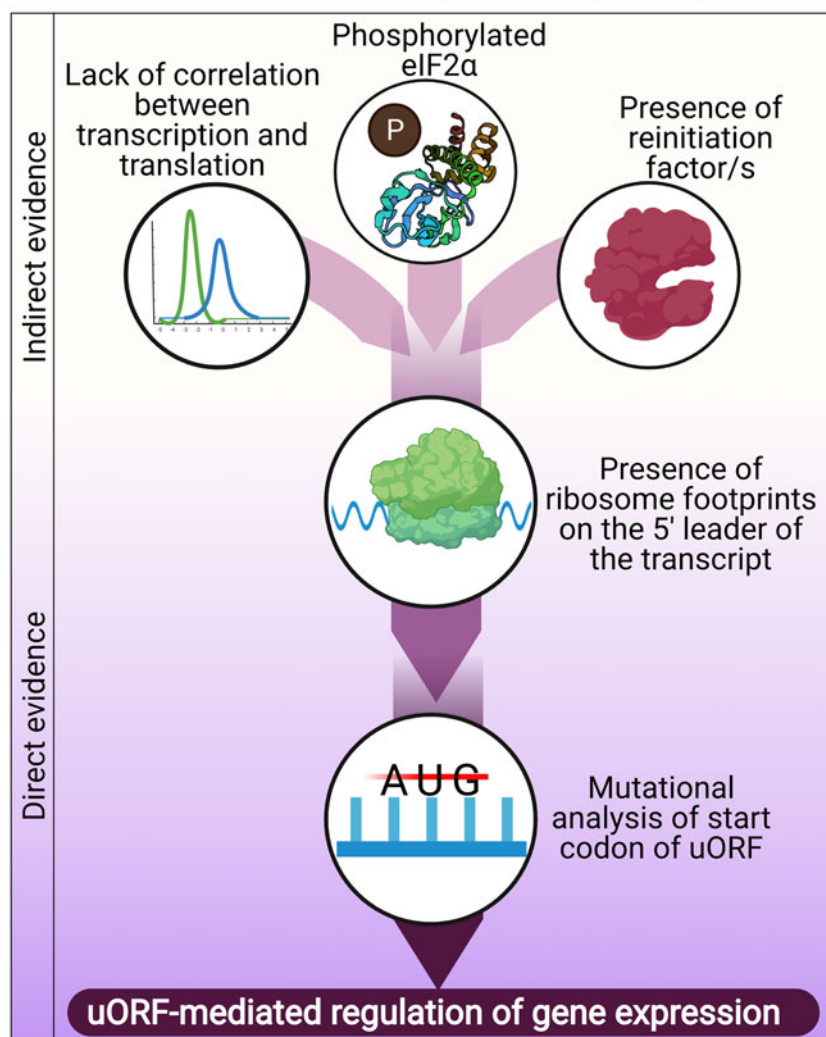 Phosphorylated
eIF2α
Lack of correlation
between
transcription and
translation
P
Presence of
reinitiation
factor/s
Indirect evidence
Presence of
ribosome footprints
on the 5' leader of
the transcript
Direct evidence
AUG
Mutational
analysis of start
codon of uORF
uORF-mediated regulation of gene expression